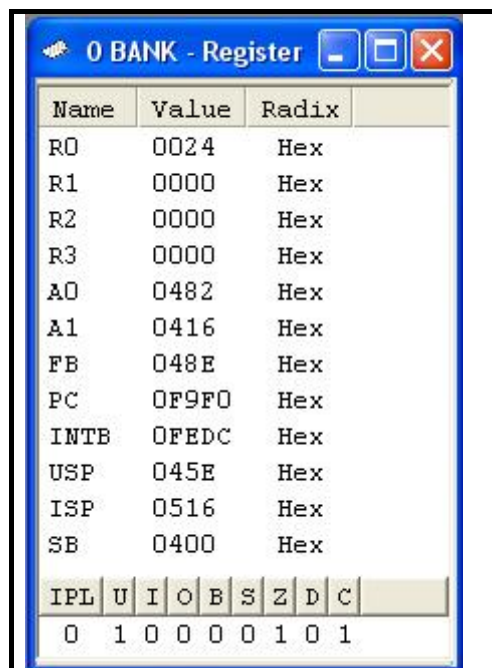 0 BANK - Register
Name Value Radix
R0 0024 Hex
R1 0000 Hex
R2 0000 Hex
R3 0000 Hex
A0 0482 Hex
A1 0416 Hex
FB 048E Hex
PC 0F9F0 Hex
INTB 0FEDC Hex
USP 045E Hex
ISP 0516 Hex
SB 0400 Hex
IPL U I O B S Z D C
0 1 0 0 0 0 1 0 1